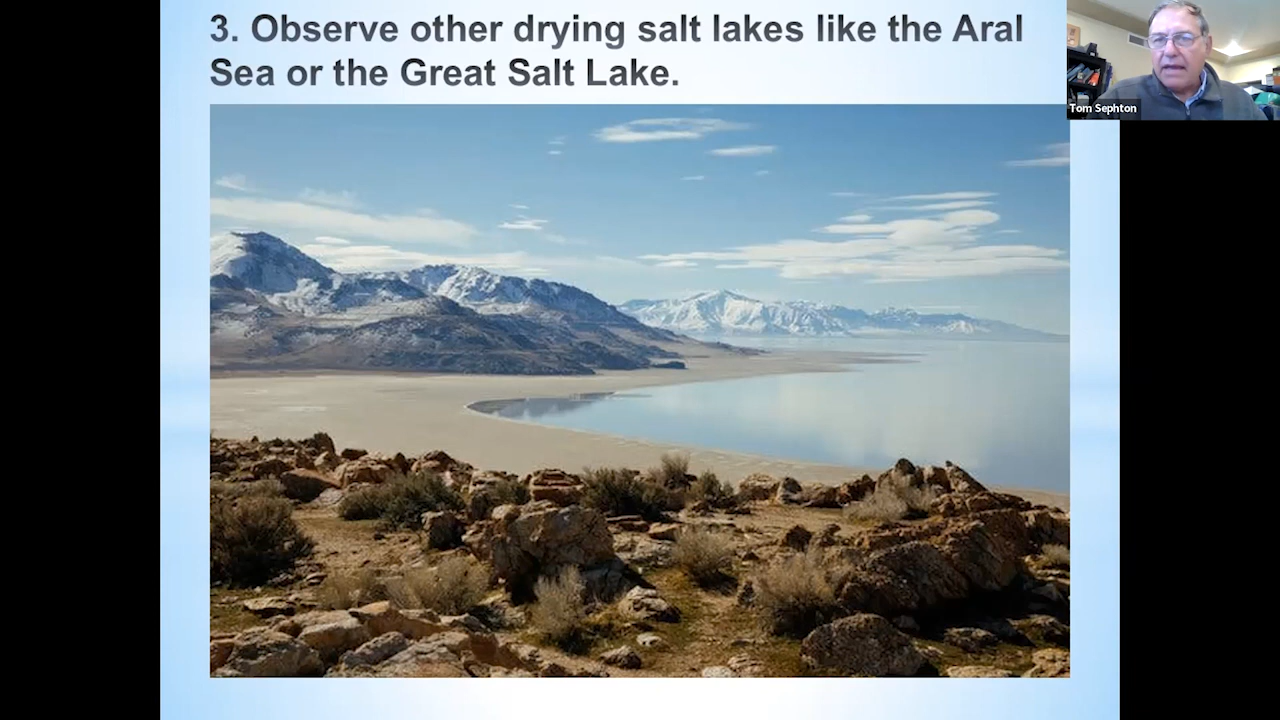 3. Observe other drying salt lakes like the Aral
Sea or the Great Salt Lake.
Tom Sephton